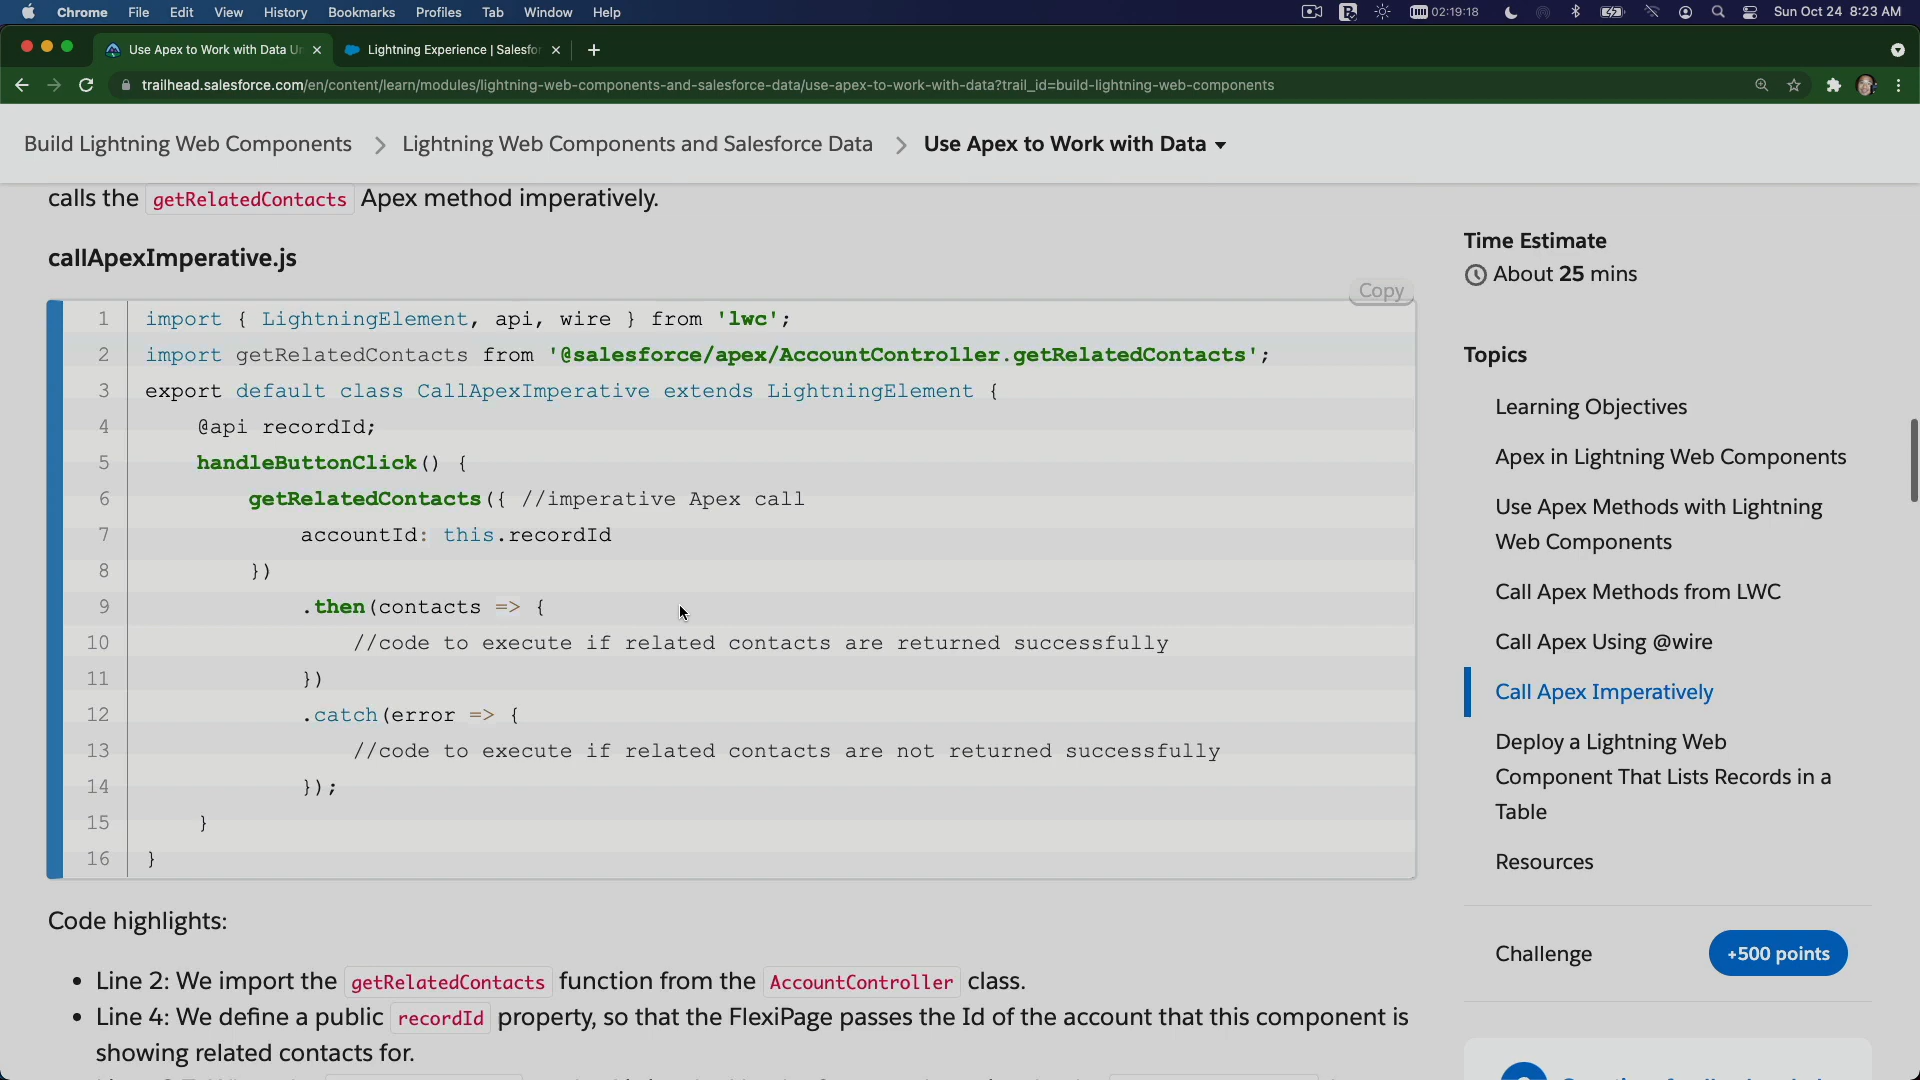 Chrome File Edit View History Bookmarks Profiles Tab Window Help 02:19:18 Sun Oct 24 8:23 AM
Use Apex to Work with Data Un Lightning Experience | Salesfor
trailhead.salesforce.com/en/content/learn/modules/lightning-web-components-and-salesforce-data/use-apex-to-work-with-data?trail_id=build-lightning-web-components
Build Lightning Web Components > Lightning Web Components and Salesforce Data > Use Apex to Work with Data
calls the getRelatedContacts Apex method imperatively.
callApexImperative.js
Copy
1 import { LightningElement, api, wire } from 'lwc';
2 import getRelatedContacts from '@salesforce/apex/AccountController.getRelatedContacts';
3 export default class CallApexImperative extends LightningElement {
4 @api recordId;
5 handleButtonClick() {
6 getRelatedContacts({ //imperative Apex call
7 accountId: this.recordId
8 })
9 .then(contacts => {
10 //code to execute if related contacts are returned successfully
11 })
12 .catch(error => {
13 //code to execute if related contacts are not returned successfully
14 });
15 }
16 }
Code highlights:
• Line 2: We import the getRelatedContacts function from the AccountController class.
• Line 4: We define a public recordId property, so that the FlexiPage passes the Id of the account that this component is
showing related contacts for.
Time Estimate
About 25 mins
Topics
Learning Objectives
Apex in Lightning Web Components
Use Apex Methods with Lightning
Web Components
Call Apex Methods from LWC
Call Apex Using @wire
Call Apex Imperatively
Deploy a Lightning Web
Component That Lists Records in a
Table
Resources
Challenge +500 points